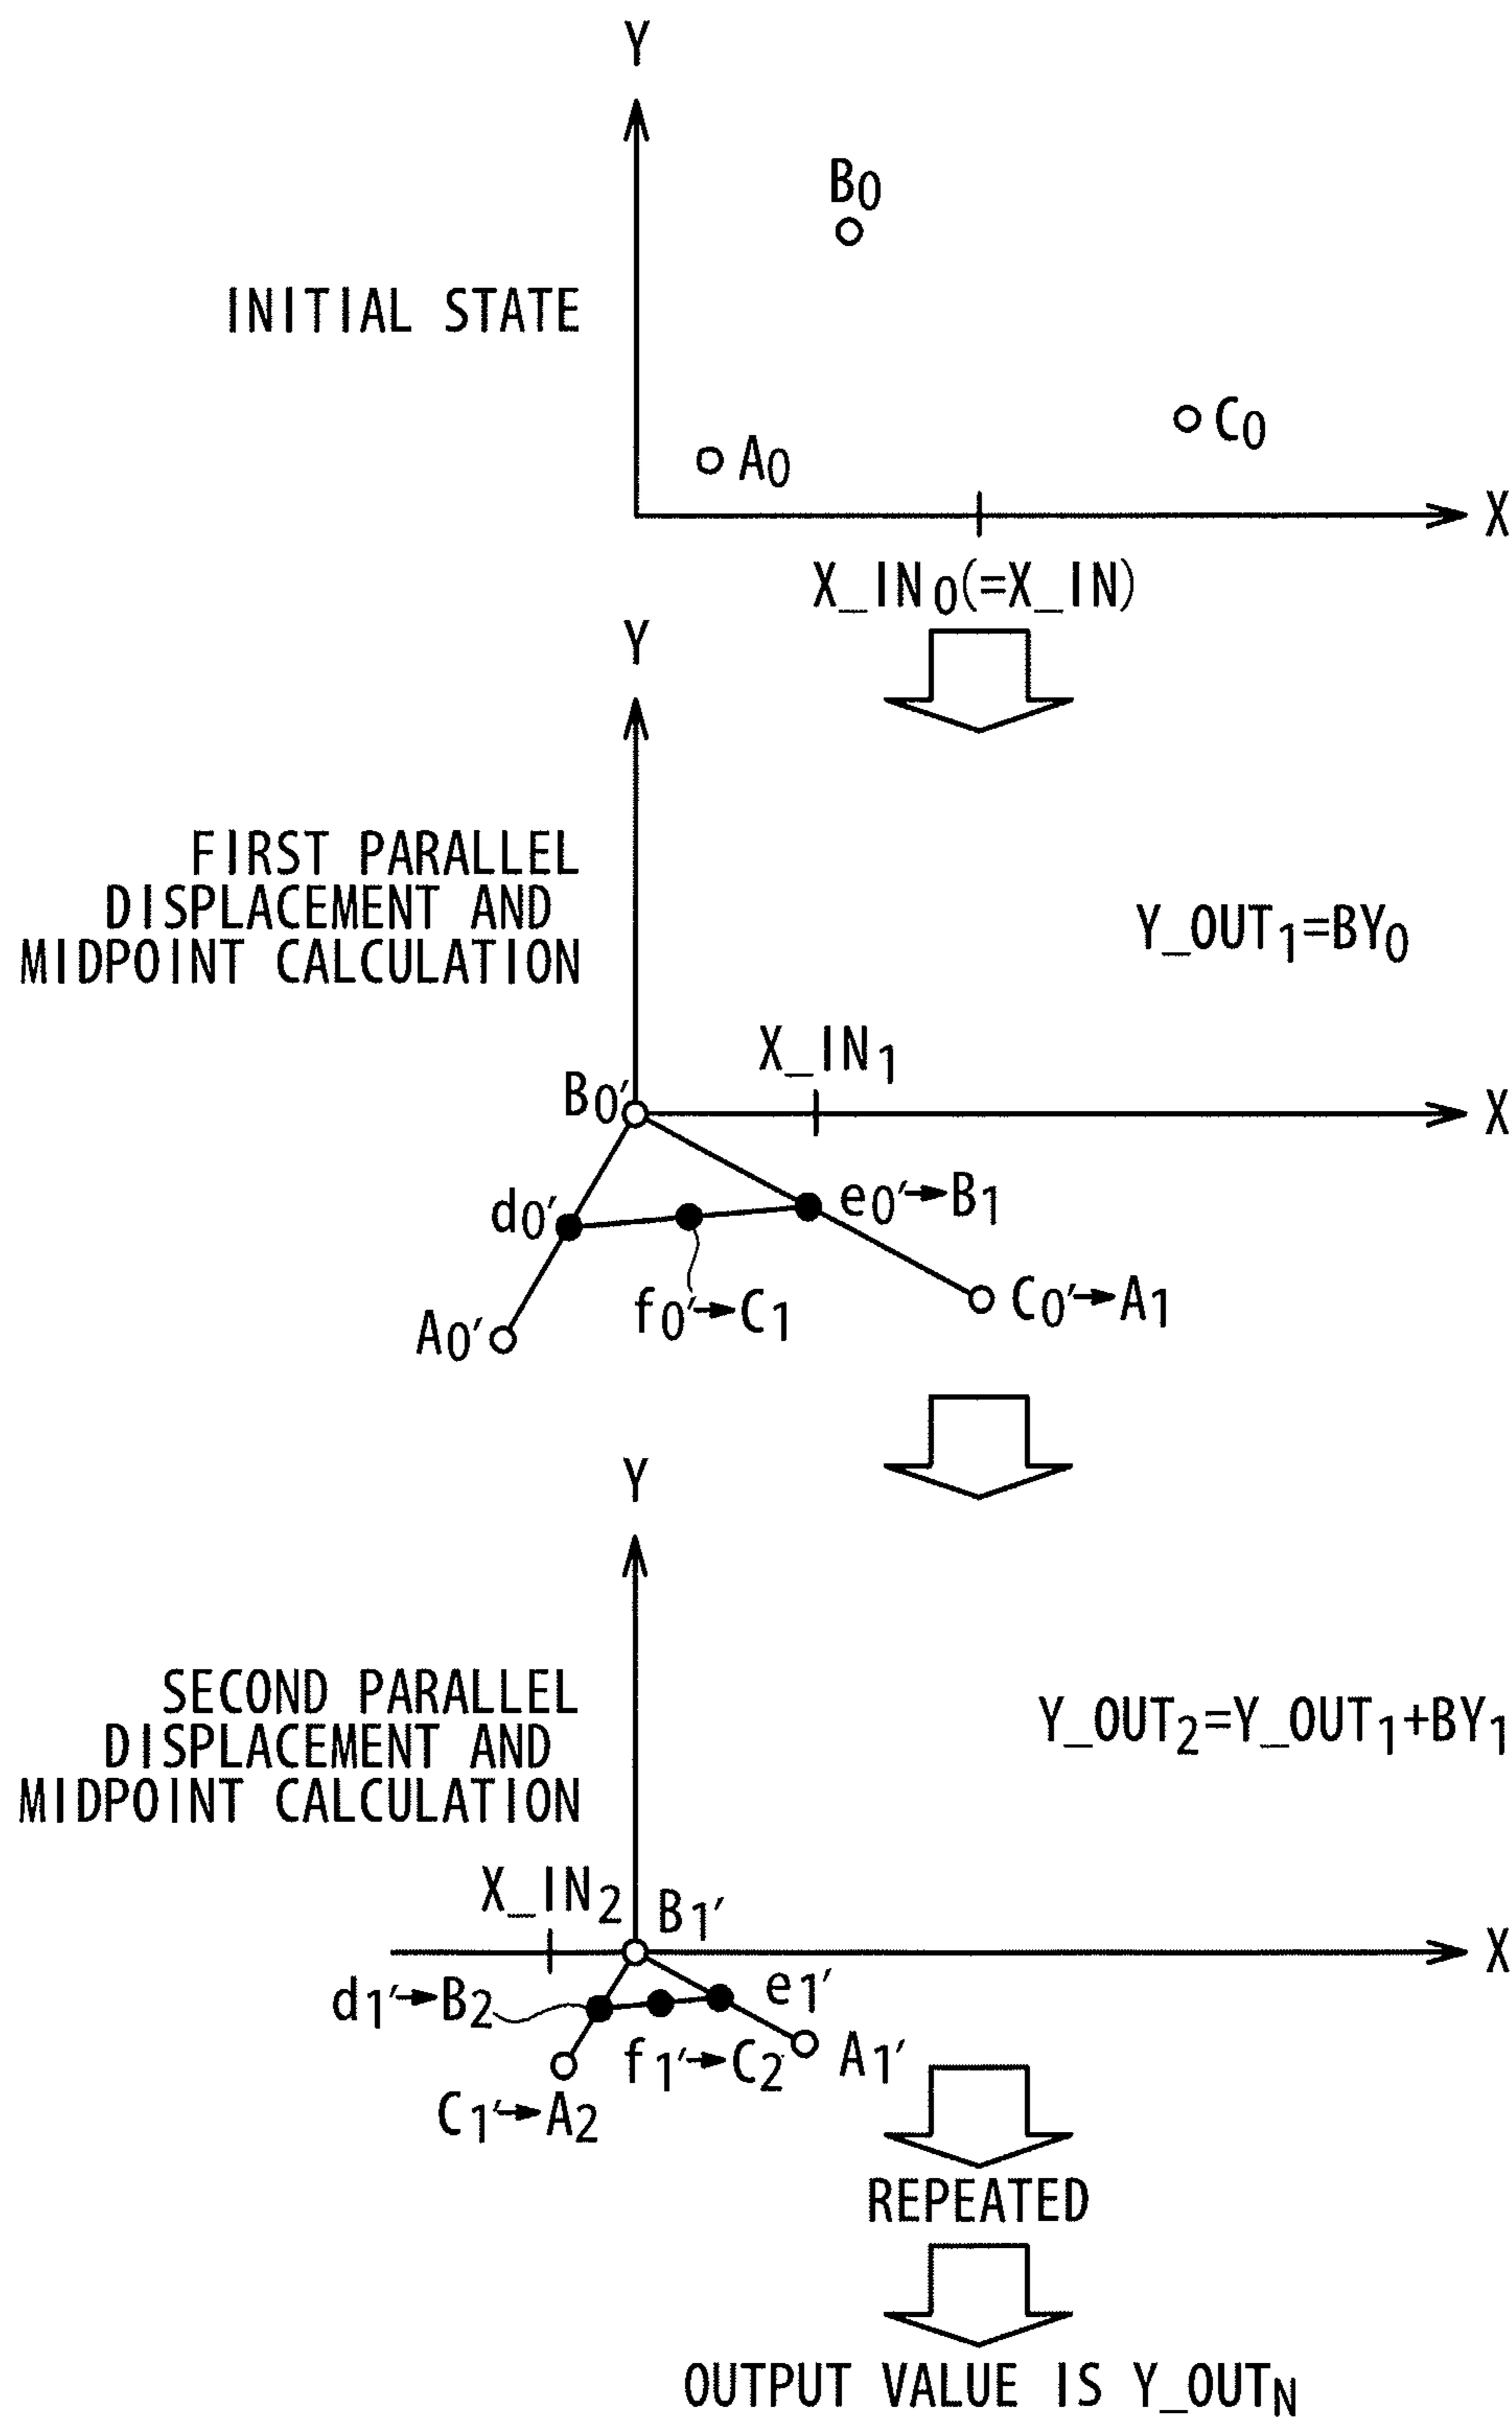 Y
B0
INITIAL STATE
C0
A0
X
X_IN0(=X_IN)
Y
FIRST PARALLEL
DISPLACEMENT AND
MIDPOINT CALCULATION
Y_OUT1=BY0
X_IN1
B0′
X
d0′
e0′→B1
f0′→C1
C0′→A1
A0′
Y
SECOND PARALLEL
DISPLACEMENT AND
MIDPOINT CALCULATION
Y_OUT2=Y_OUT1+BY1
X_IN2
B1′
X
d1′→B2
e1′
f1′→C2
A1′
C1′→A2
REPEATED
OUTPUT VALUE IS Y_OUTN